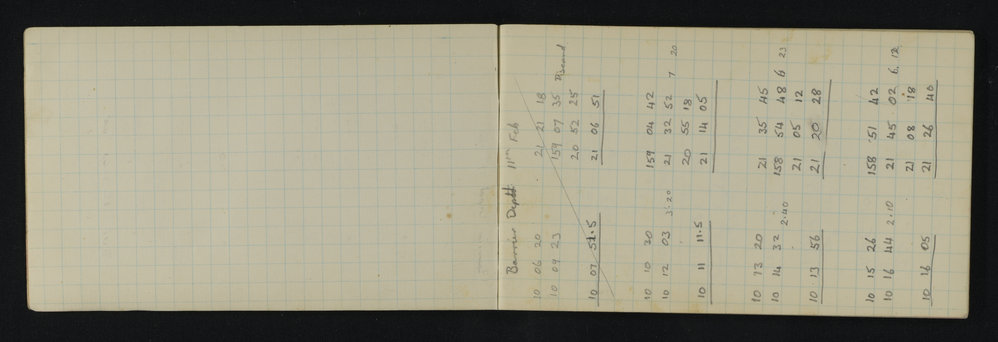 Barrier Depôt 11th Feb
10 06 20 21 21 18
10 09 23 159 07 35
20 52 25
10 07 51.5 21 06 51
10 10 20 159 04 42
10 12 03 3.20 21 32 52 7 20
20 55 18
10 11 11.5 21 14 05
10 13 20 21 35 45
10 14 32 2.40 158 54 48 6 23
21 05 12
10 13 56 21 20 28
10 15 26 158 51 42
10 16 44 2.10 21 45 02 6.12
21 08 18
10 16 05 21 26 40